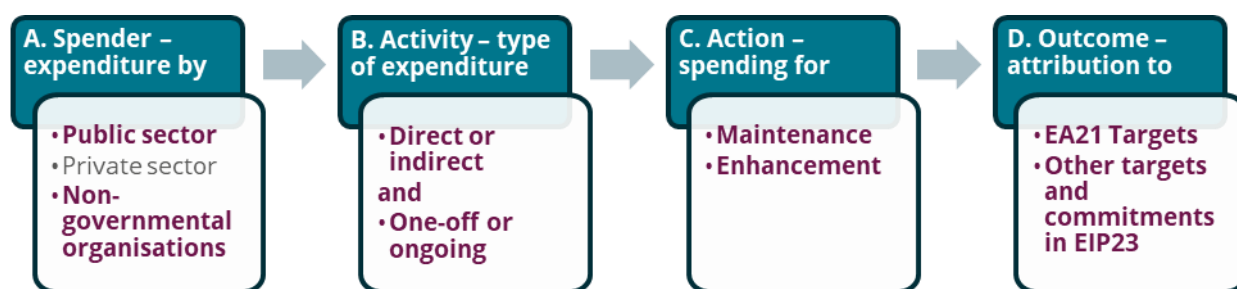 A. Spender –
expenditure by
•Public sector
•Private sector
•Non-
governmental
organisations
B. Activity – type
of expenditure
•Direct or
indirect
and
•One-off or
ongoing
C. Action –
spending for
•Maintenance
•Enhancement
D. Outcome –
attribution to
•EA21 Targets
•Other targets
and
commitments
in EIP23